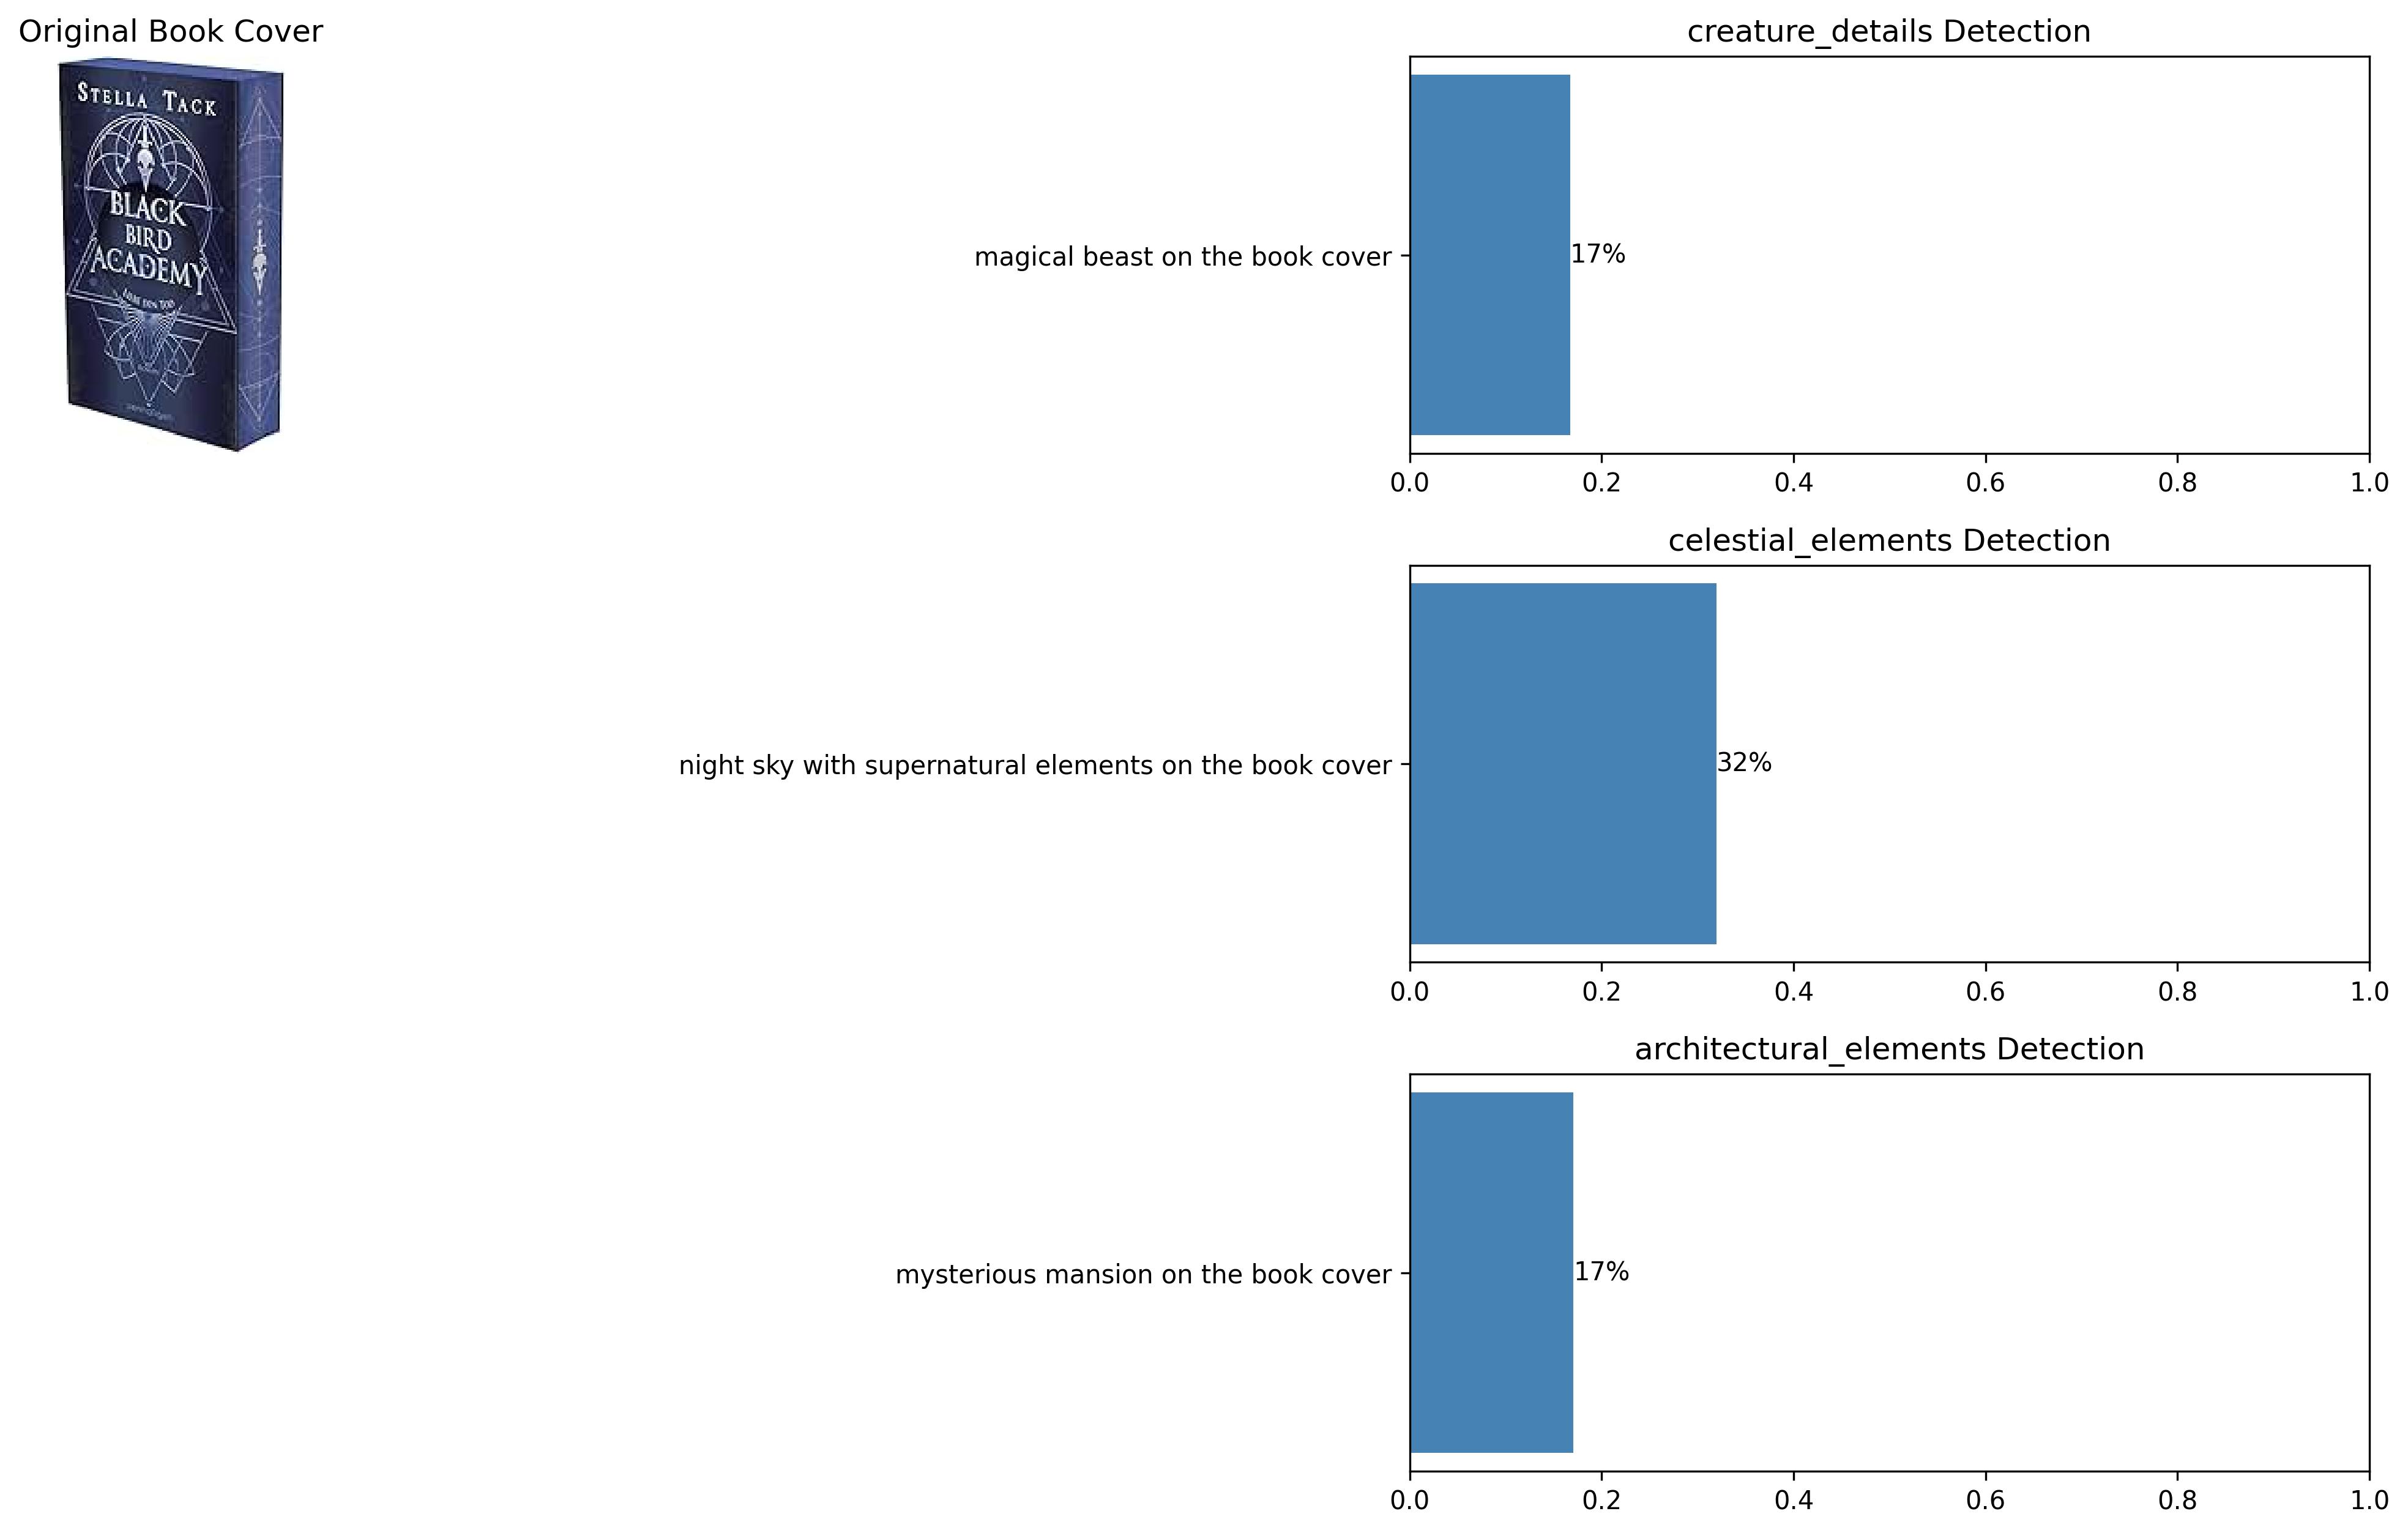 Original Book Cover
STELLA TACK
BLACK
BIRD
ACADEMY
creature_details Detection
magical beast on the book cover
17%
0.0 0.2 0.4 0.6 0.8 1.0
celestial_elements Detection
night sky with supernatural elements on the book cover
32%
0.0 0.2 0.4 0.6 0.8 1.0
architectural_elements Detection
mysterious mansion on the book cover
17%
0.0 0.2 0.4 0.6 0.8 1.0